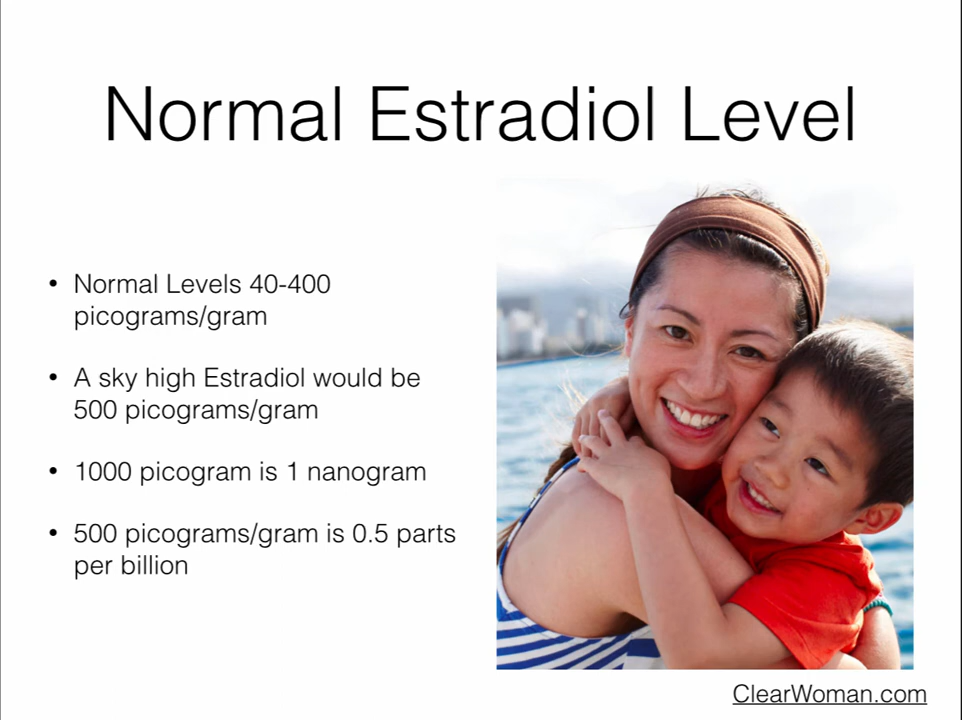 Normal Estradiol Level
• Normal Levels 40-400
picograms/gram
• A sky high Estradiol would be
500 picograms/gram
• 1000 picogram is 1 nanogram
• 500 picograms/gram is 0.5 parts
per billion
ClearWoman.com